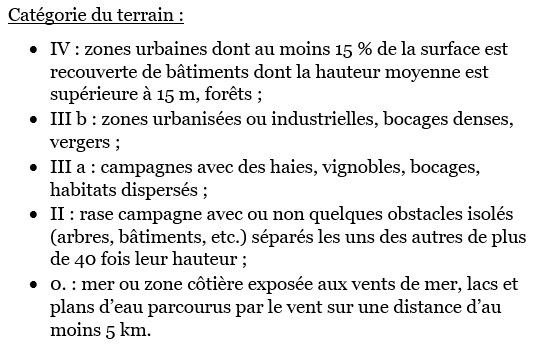 Catégorie du terrain :
• IV : zones urbaines dont au moins 15 % de la surface est
recouverte de bâtiments dont la hauteur moyenne est
supérieure à 15 m, forêts ;
• III b : zones urbanisées ou industrielles, bocages denses,
vergers ;
• III a : campagnes avec des haies, vignobles, bocages,
habitats dispersés ;
• II : rase campagne avec ou non quelques obstacles isolés
(arbres, bâtiments, etc.) séparés les uns des autres de plus
de 40 fois leur hauteur ;
• 0. : mer ou zone côtière exposée aux vents de mer, lacs et
plans d’eau parcourus par le vent sur une distance d’au
moins 5 km.